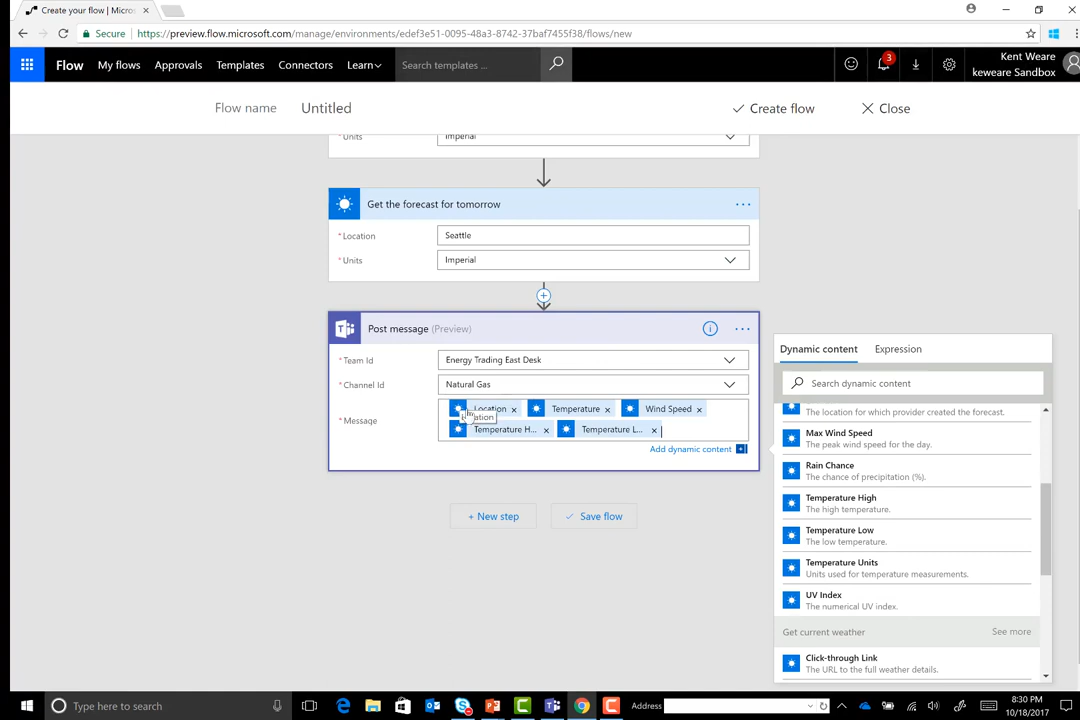 Create your flow | Micros
Secure
https://preview.flow.microsoft.com/manage/environments/edef3e51-0095-48a3-8742-37baf7455f38/flows/new
Flow My flows Approvals Templates Connectors Learn
Search templates ...
3
Kent Weare
keweare Sandbox
Flow name Untitled
Create flow Close
*Units Imperial
Get the forecast for tomorrow
...
*Location Seattle
*Units Imperial
Post message (Preview)
...
*Team Id Energy Trading East Desk
*Channel Id Natural Gas
*Message
Location × Temperature × Wind Speed ×
Temperature H... × Temperature L... ×
Add dynamic content
+ New step Save flow
Dynamic content Expression
Search dynamic content
The location for which provider created the forecast.
Max Wind Speed
The peak wind speed for the day.
Rain Chance
The chance of precipitation (%).
Temperature High
The high temperature.
Temperature Low
The low temperature.
Temperature Units
Units used for temperature measurements.
UV Index
The numerical UV index.
Get current weather See more
Click-through Link
The URL to the full weather details.
Type here to search
Address
8:30 PM
10/18/2017